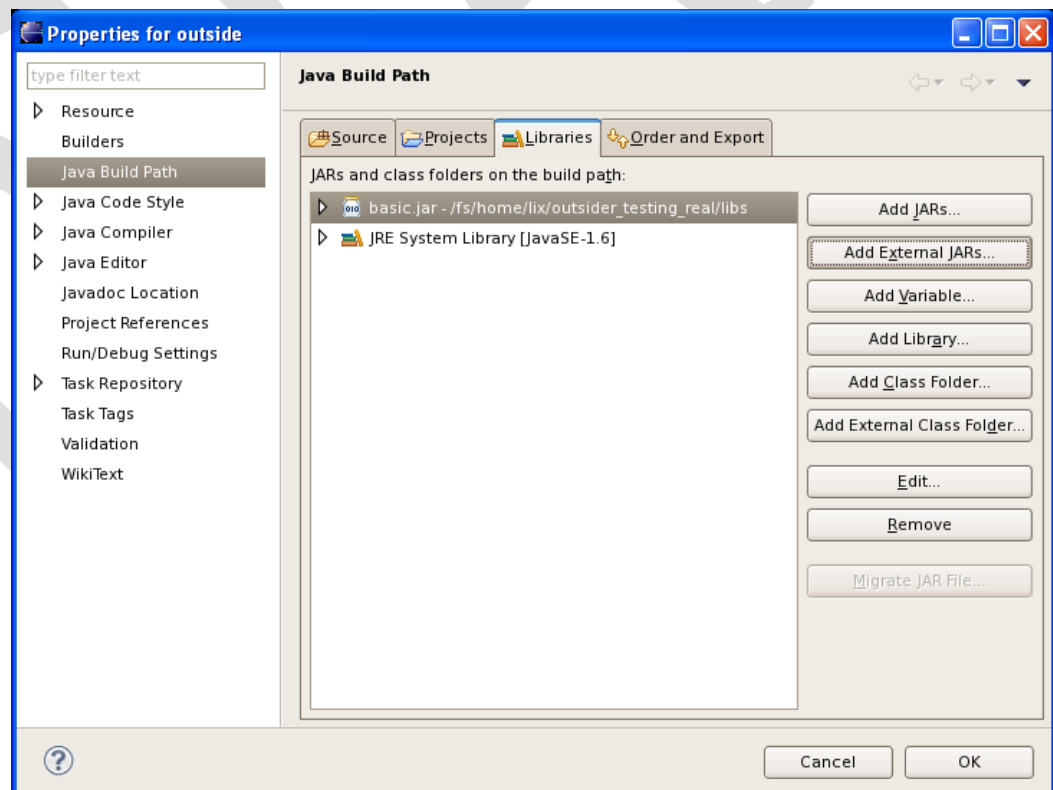 Properties for outside
type filter text
Resource
Builders
Java Build Path
Java Code Style
Java Compiler
Java Editor
Javadoc Location
Project References
Run/Debug Settings
Task Repository
Task Tags
Validation
WikiText
Java Build Path
Source Projects Libraries Order and Export
JARs and class folders on the build path:
basic.jar - /fs/home/lix/outsider_testing_real/libs
JRE System Library [JavaSE-1.6]
Add JARs...
Add External JARs...
Add Variable...
Add Library...
Add Class Folder...
Add External Class Folder...
Edit...
Remove
Migrate JAR File...
?
Cancel OK